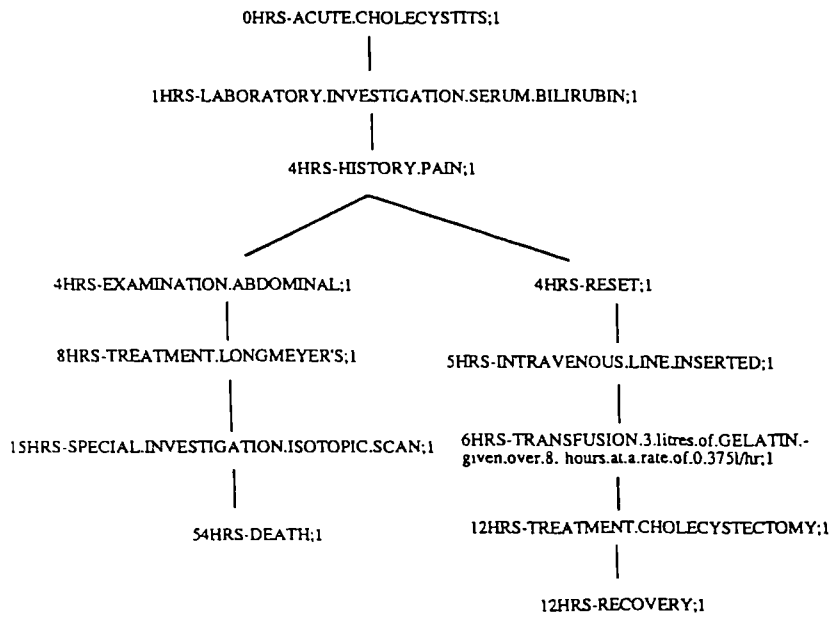 0HRS-ACUTE.CHOLECYSTITS;1
1HRS-LABORATORY.INVESTIGATION.SERUM.BILIRUBIN;1
4HRS-HISTORY.PAIN;1
4HRS-EXAMINATION.ABDOMINAL;1
4HRS-RESET;1
8HRS-TREATMENT.LONGMEYER'S;1
5HRS-INTRAVENOUS.LINE.INSERTED;1
15HRS-SPECIAL.INVESTIGATION.ISOTOPIC.SCAN;1
6HRS-TRANSFUSION.3.litres.of.GELATIN.-
given.over.8. hours.at.a.rate.of.0.375l/hr;1
54HRS-DEATH;1
12HRS-TREATMENT.CHOLECYSTECTOMY;1
12HRS-RECOVERY;1